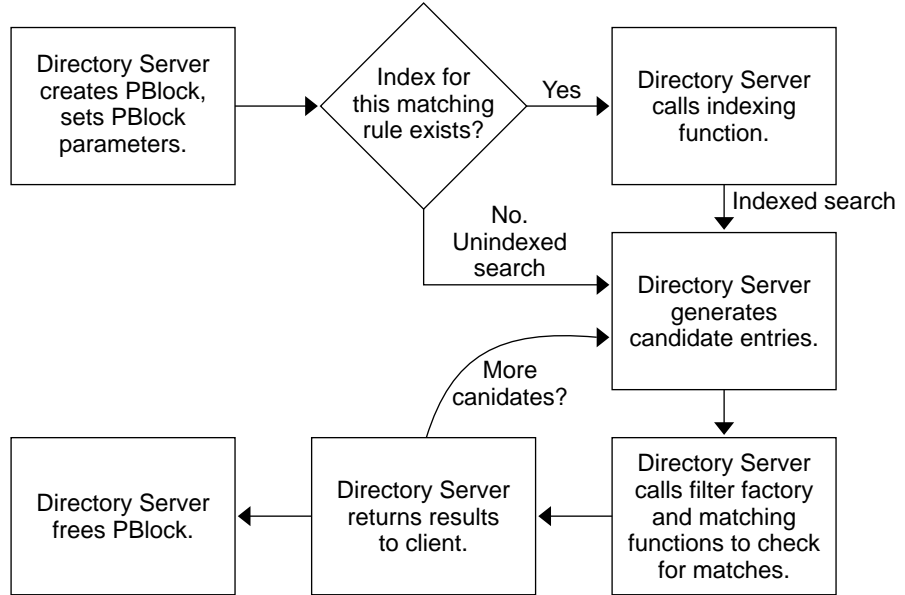 Directory Server
creates PBlock,
sets PBlock
parameters.
Index for
this matching
rule exists?
Yes
Directory Server
calls indexing
function.
Indexed search
No.
Unindexed
search
Directory Server
generates
candidate entries.
More
canidates?
Directory Server
calls filter factory
and matching
functions to check
for matches.
Directory Server
returns results
to client.
Directory Server
frees PBlock.